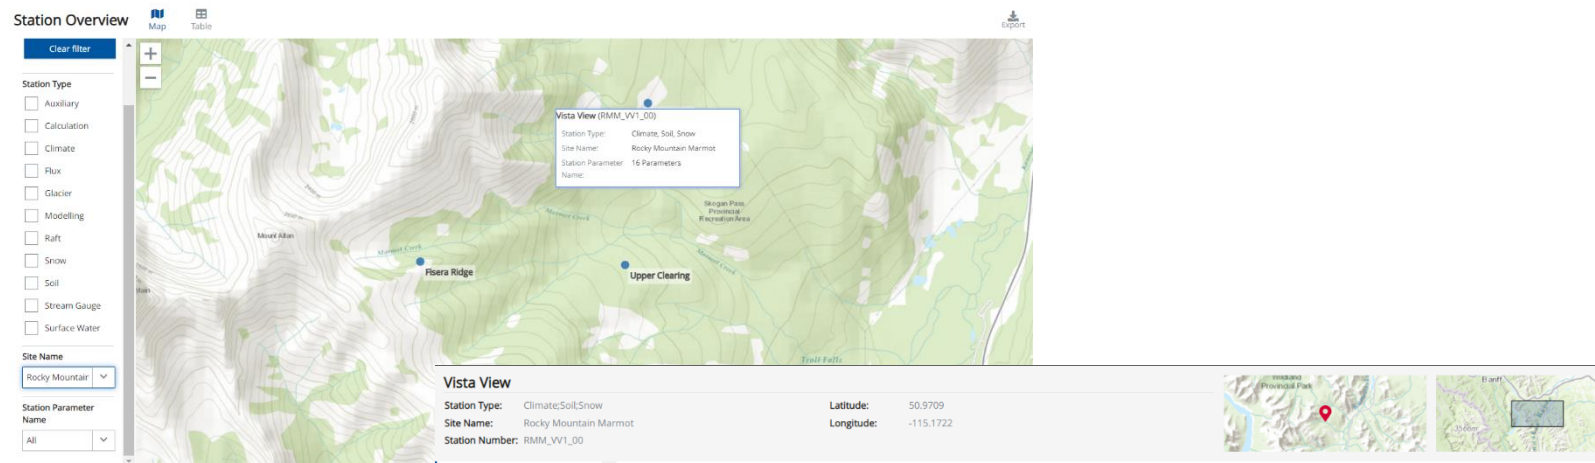 Station Overview
Map
Table
Export
Clear filter
Station Type
Auxiliary
Calculation
Climate
Flux
Glacier
Modelling
Raft
Snow
Soil
Stream Gauge
Surface Water
Site Name
Rocky Mountair
Station Parameter
Name
All
+
−
Vista View (RMM_VV1_00)
Station Type: Climate, Soil, Snow
Site Name: Rocky Mountain Marmot
Station Parameter 16 Parameters
Name:
Skogan Pass
Provincial
Recreation Area
Marmot Creek
Mount Allan
Marmot Creek
Marmot Creek
Fisera Ridge
Upper Clearing
Troll Falls
Vista View
Station Type: Climate;Soil;Snow
Site Name: Rocky Mountain Marmot
Station Number: RMM_VV1_00
Latitude: 50.9709
Longitude: -115.1722
Provincial Park
Banff